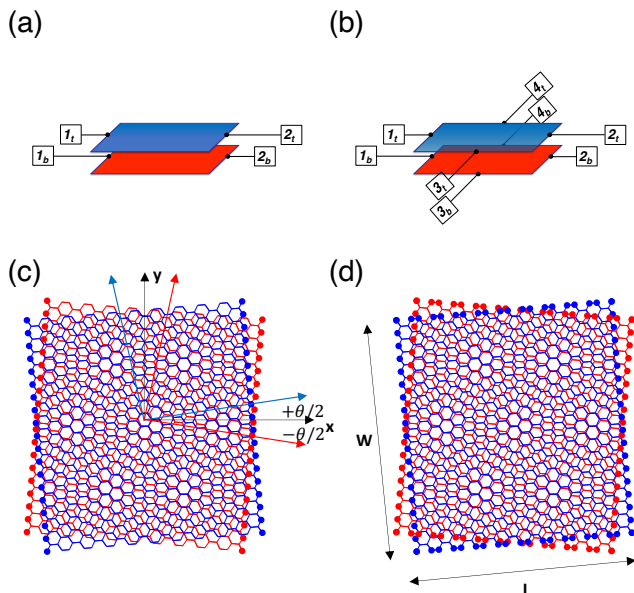 (a)
(b)
1t 2t
1b 2b
4t
4b
1t 2t
1b 2b
3t
3b
(c)
(d)
y
+θ/2
x
−θ/2
W
L